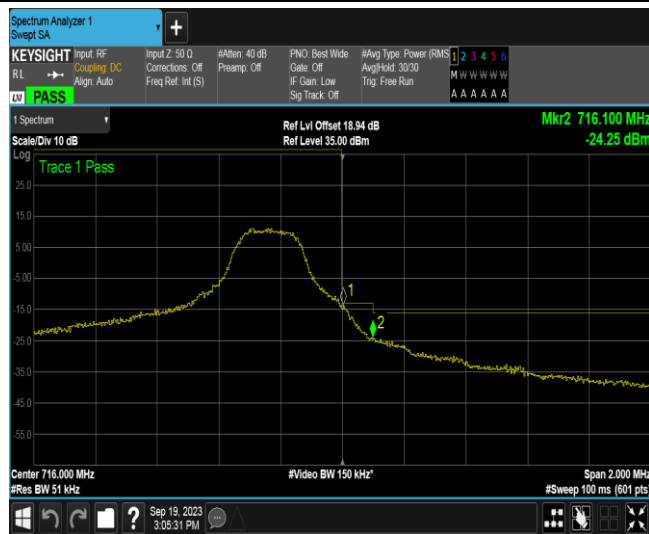 Spectrum Analyzer 1
Swept SA
+
KEYSIGHT Input: RF Input Z: 50 Ω #Atten: 40 dB PNO: Best Wide #Avg Type: Power (RMS 1 2 3 4 5 6
RL Coupling: DC Corrections: Off Preamp: Off Gate: Off Avg|Hold: 30/30 M W W W W W
Align: Auto Freq Ref: Int (S) IF Gain: Low Trig: Free Run
Sig Track: Off A A A A A A
LXI PASS
1 Spectrum
Ref Lvl Offset 18.94 dB Mkr2 716.100 MHz
Scale/Div 10 dB Ref Level 35.00 dBm -24.25 dBm
Log
Trace 1 Pass
25.0
15.0
5.00
-5.00
1
-15.0
2
-25.0
-35.0
-45.0
-55.0
Center 716.000 MHz #Video BW 150 kHz* Span 2.000 MHz
#Res BW 51 kHz #Sweep 100 ms (601 pts)
? Sep 19, 2023
3:05:31 PM